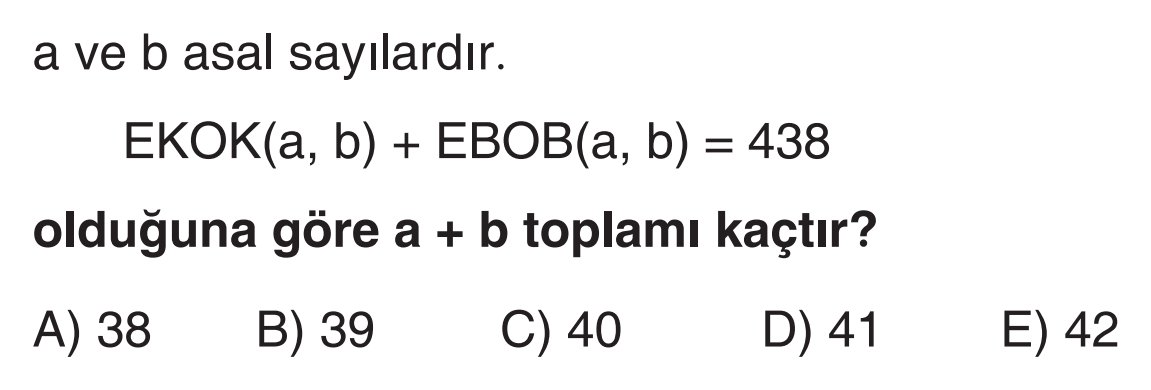 a ve b asal sayılardır.
EKOK(a, b) + EBOB(a, b) = 438
olduğuna göre a + b toplamı kaçtır?
A) 38 B) 39 C) 40 D) 41 E) 42